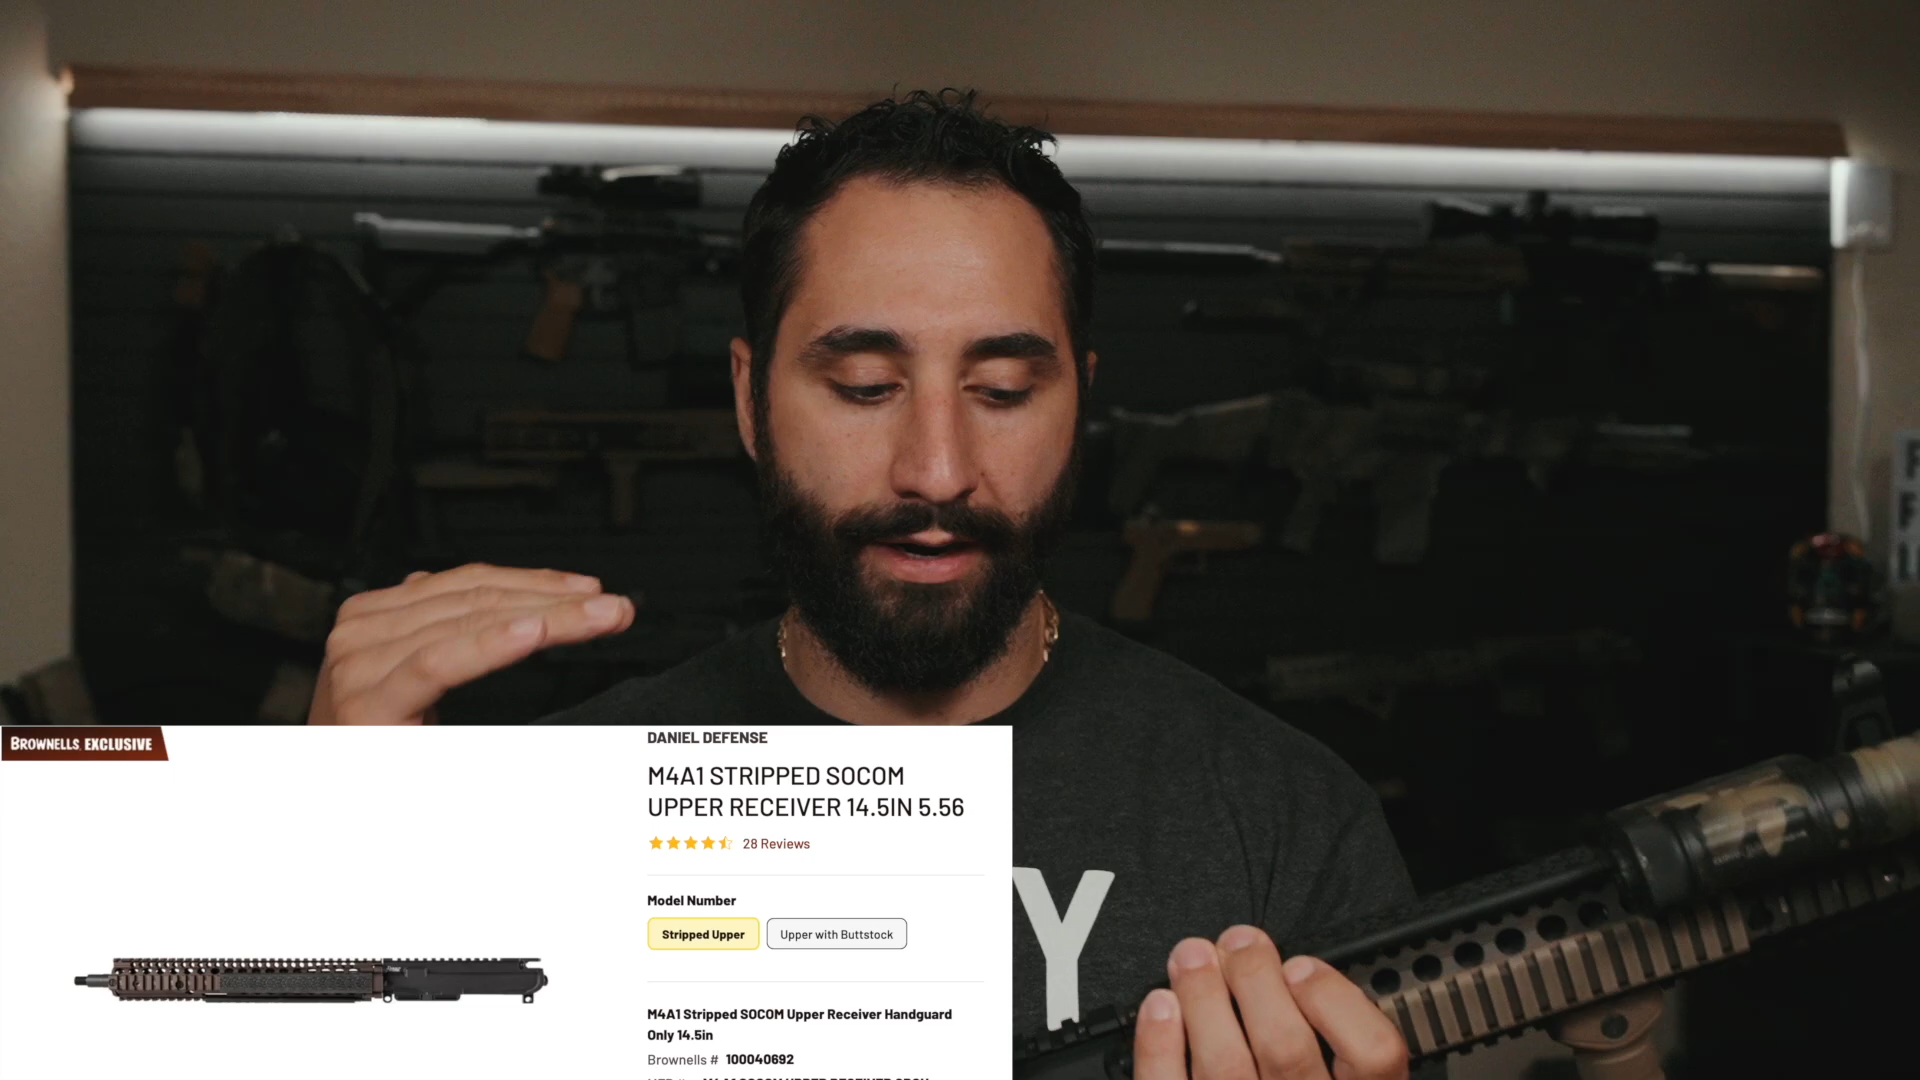 BROWNELLS EXCLUSIVE
DANIEL DEFENSE
M4A1 STRIPPED SOCOM
UPPER RECEIVER 14.5IN 5.56
28 Reviews
Model Number
Stripped Upper
Upper with Buttstock
M4A1 Stripped SOCOM Upper Receiver Handguard
Only 14.5in
Brownells # 100040692
Y
F
F
U